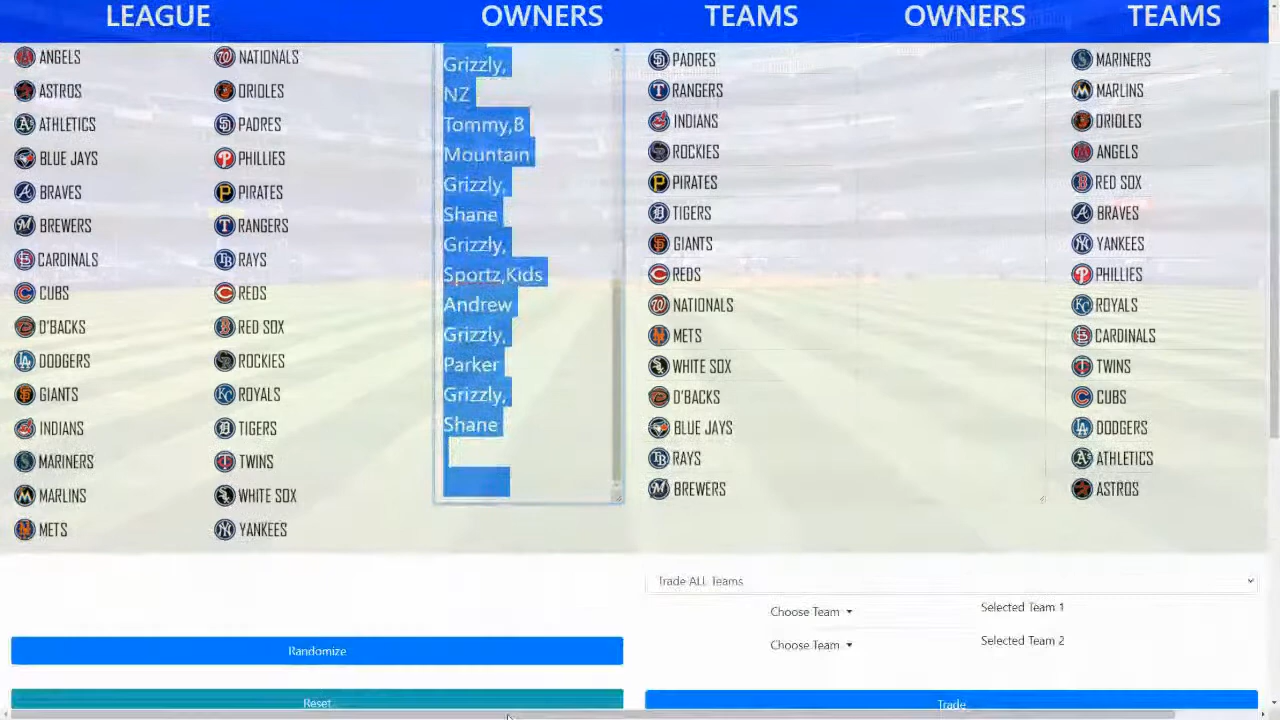 LEAGUE OWNERS TEAMS OWNERS TEAMS
ANGELS
ASTROS
ATHLETICS
BLUE JAYS
BRAVES
BREWERS
CARDINALS
CUBS
D'BACKS
DODGERS
GIANTS
INDIANS
MARINERS
MARLINS
METS
NATIONALS
ORIOLES
PADRES
PHILLIES
PIRATES
RANGERS
RAYS
REDS
RED SOX
ROCKIES
ROYALS
TIGERS
TWINS
WHITE SOX
YANKEES
Grizzly,
NZ
Tommy,B
Mountain
Grizzly,
Shane
Grizzly,
Sportz,Kids
Andrew
Grizzly,
Parker
Grizzly,
Shane
PADRES
RANGERS
INDIANS
ROCKIES
PIRATES
TIGERS
GIANTS
REDS
NATIONALS
METS
WHITE SOX
D'BACKS
BLUE JAYS
RAYS
BREWERS
MARINERS
MARLINS
ORIOLES
ANGELS
RED SOX
BRAVES
YANKEES
PHILLIES
ROYALS
CARDINALS
TWINS
CUBS
DODGERS
ATHLETICS
ASTROS
Trade ALL Teams
Choose Team Selected Team 1
Choose Team Selected Team 2
Randomize
Reset
Trade